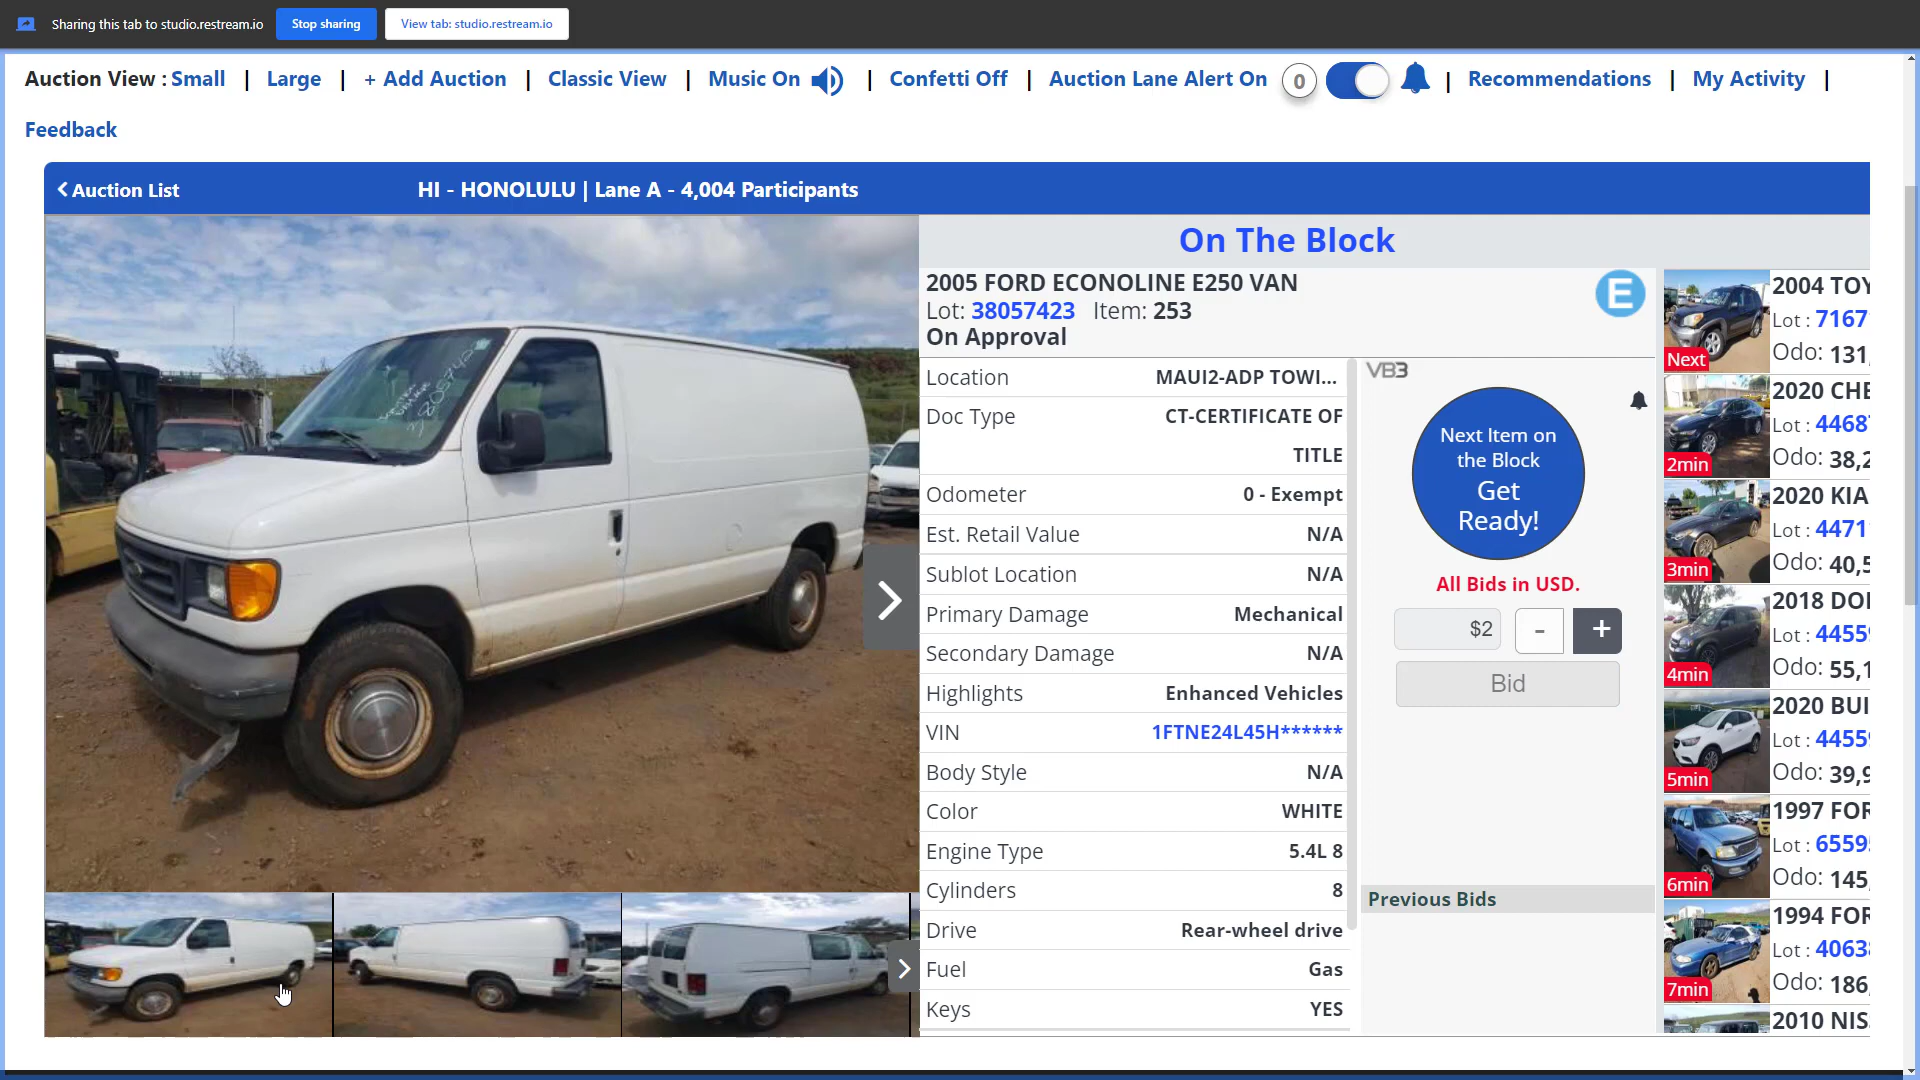 Sharing this tab to studio.restream.io
Stop sharing
View tab: studio.restream.io
Auction View : Small | Large | + Add Auction | Classic View | Music On | Confetti Off | Auction Lane Alert On 0 | Recommendations | My Activity |
Feedback
Auction List
HI - HONOLULU | Lane A - 4,004 Participants
On The Block
2005 FORD ECONOLINE E250 VAN
Lot: 38057423 Item: 253
On Approval
E
Location MAUI2-ADP TOWI...
Doc Type CT-CERTIFICATE OF
TITLE
Odometer 0 - Exempt
Est. Retail Value N/A
Sublot Location N/A
Primary Damage Mechanical
Secondary Damage N/A
Highlights Enhanced Vehicles
VIN 1FTNE24L45H******
Body Style N/A
Color WHITE
Engine Type 5.4L 8
Cylinders 8
Drive Rear-wheel drive
Fuel Gas
Keys YES
VB3
Next Item on
the Block
Get
Ready!
All Bids in USD.
$2 - +
Bid
Previous Bids
2004 TOY
Lot : 7167
Odo: 131,
Next
2020 CHE
Lot : 4468
Odo: 38,2
2min
2020 KIA
Lot : 4471
Odo: 40,5
3min
2018 DO
Lot : 4455
Odo: 55,1
4min
2020 BUI
Lot : 4455
Odo: 39,9
5min
1997 FOR
Lot : 6559
Odo: 145,
6min
1994 FOR
Lot : 4063
Odo: 186,
7min
2010 NIS